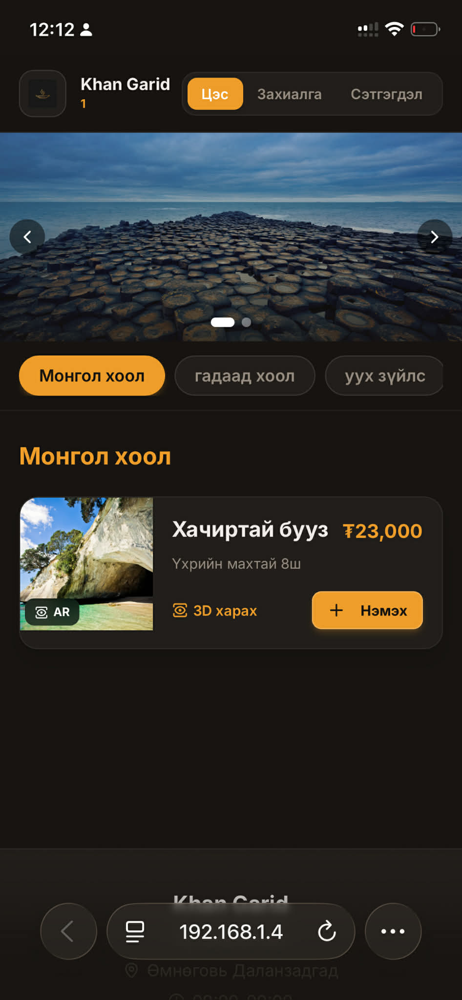 12:12
Khan Garid
1
Цэс
Захиалга
Сэтгэгдэл
Монгол хоол
гадаад хоол
уух зүйлс
Монгол хоол
Хачиртай бууз
₮23,000
Үхрийн махтай 8ш
AR
3D харах
+ Нэмэх
Khan Garid
192.168.1.4
Өмнөговь Даланзадгад